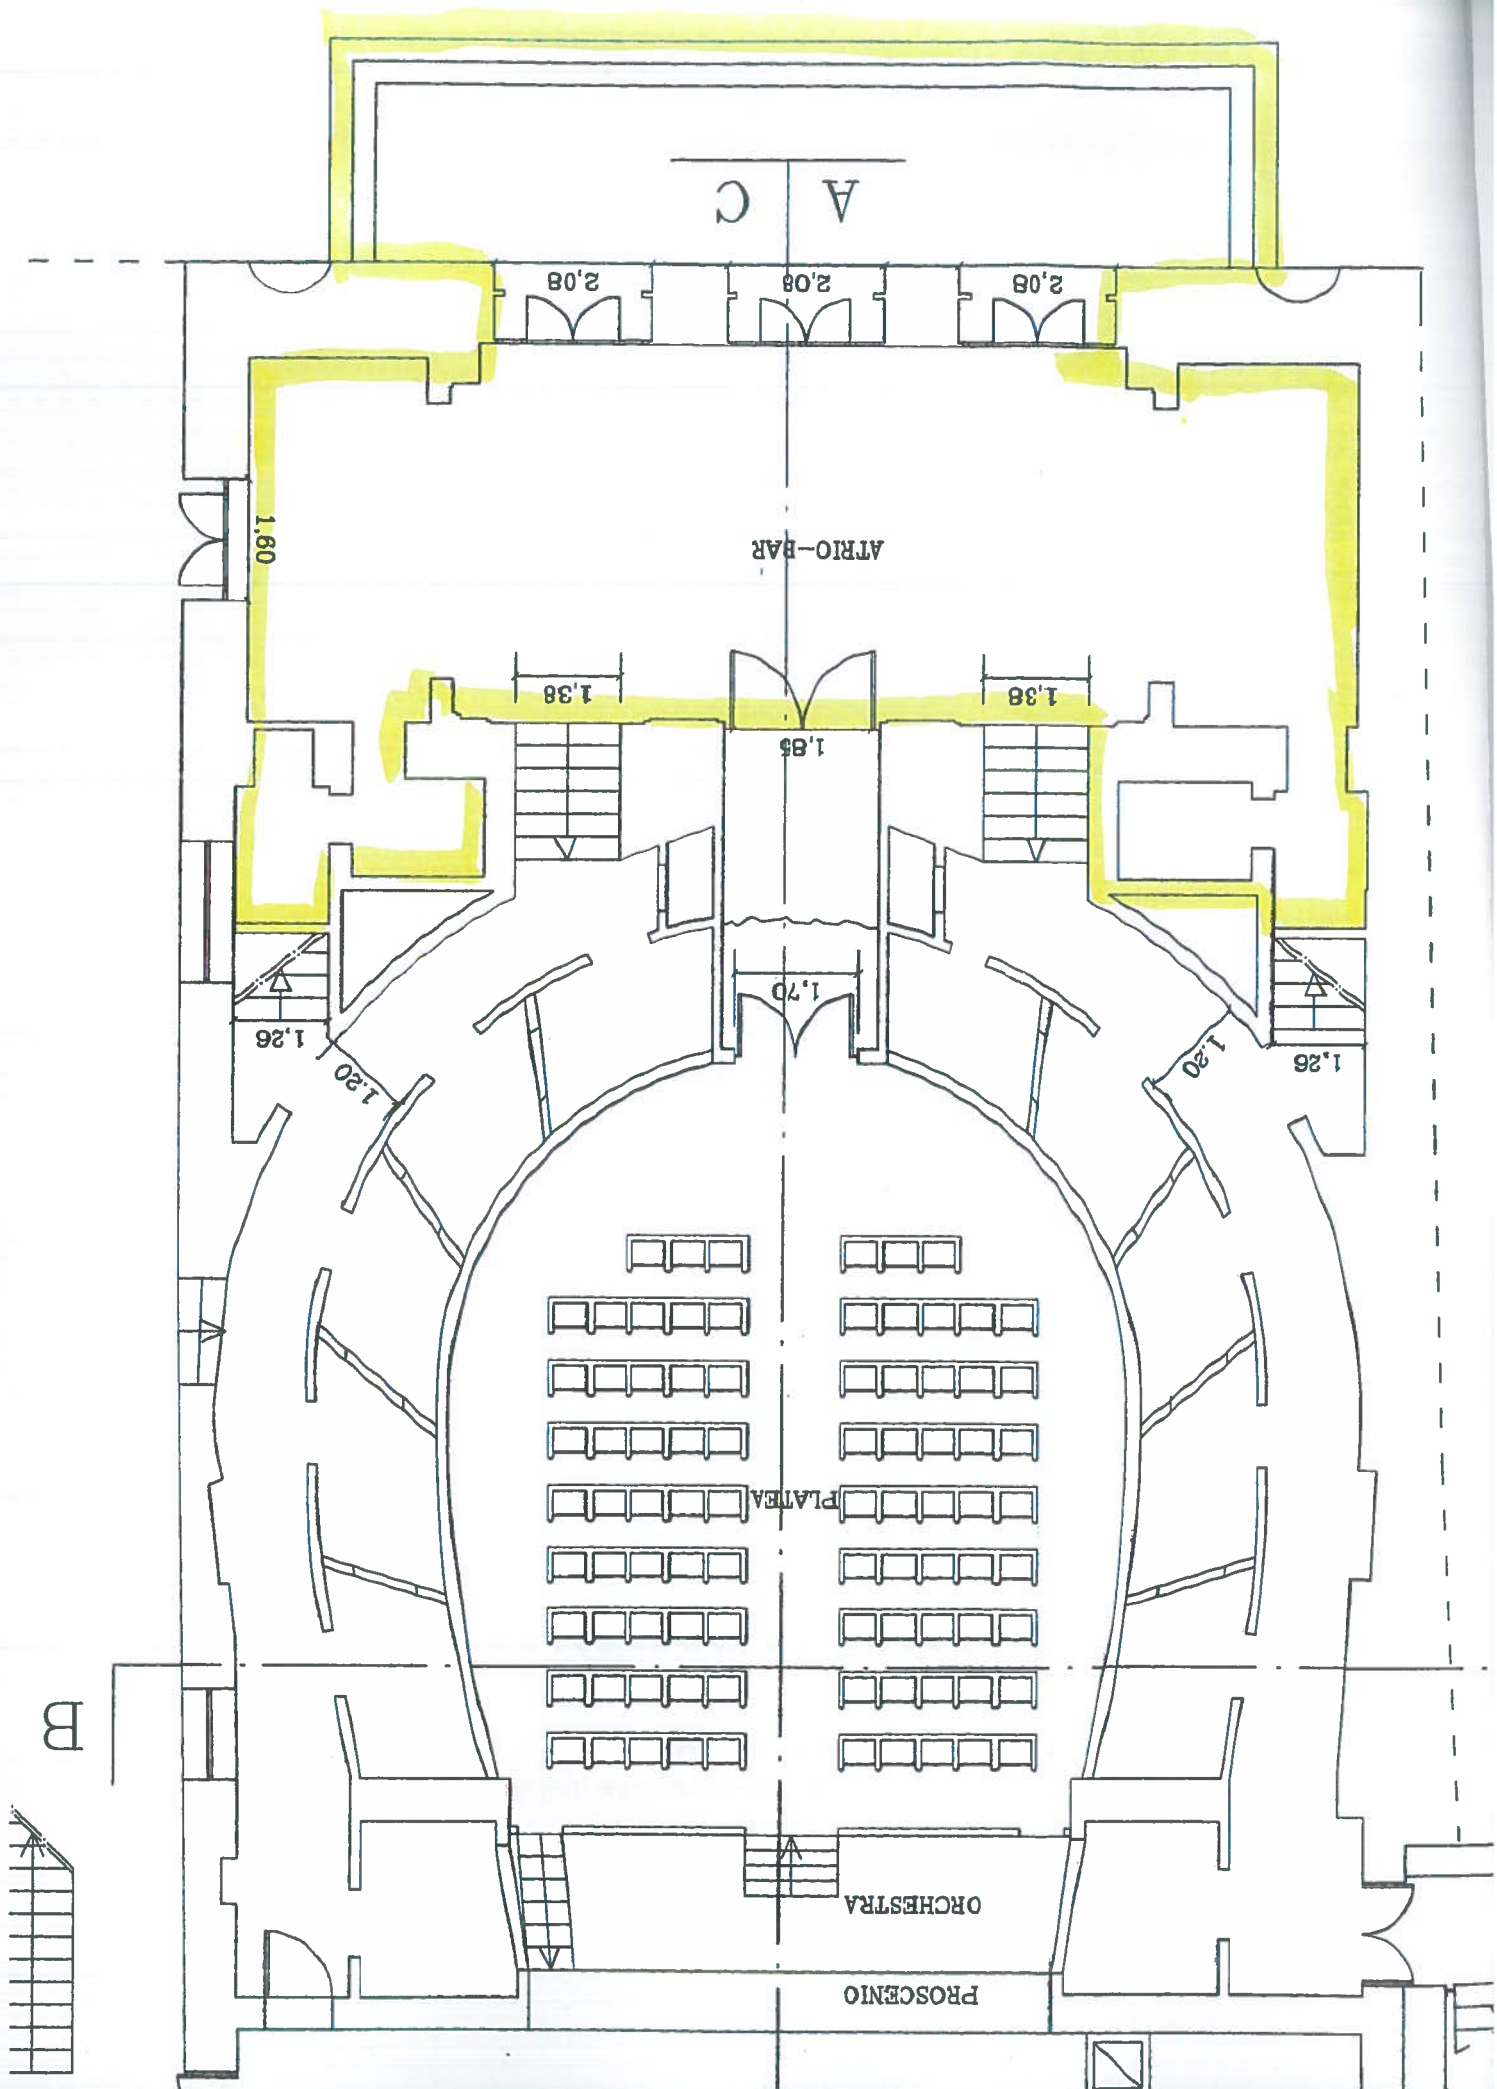 PROSCENIO
ORCHESTRA
B
PLATEA
1,26
1.20
1.20
1,26
1,70
1,85
1,38
1,38
ATRIO-BAR
1,60
2,08
2,08
2,08
A
C